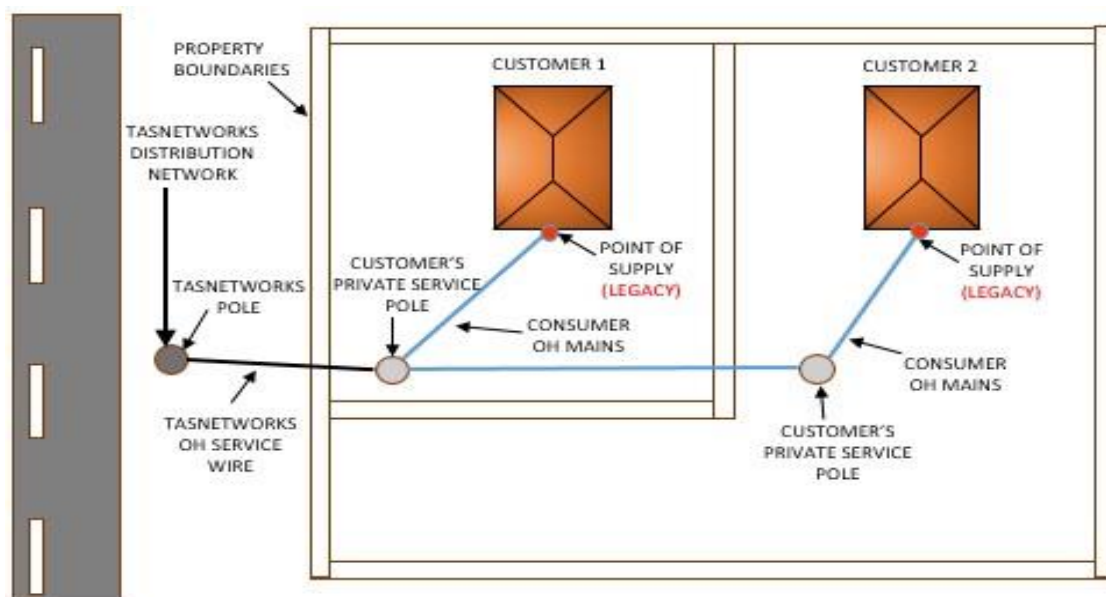 PROPERTY
BOUNDARIES
CUSTOMER 1
CUSTOMER 2
TASNETWORKS
DISTRIBUTION
NETWORK
TASNETWORKS
POLE
CUSTOMER'S
PRIVATE SERVICE
POLE
POINT OF
SUPPLY
(LEGACY)
POINT OF
SUPPLY
(LEGACY)
CONSUMER
OH MAINS
CONSUMER
OH MAINS
TASNETWORKS
OH SERVICE
WIRE
CUSTOMER'S
PRIVATE SERVICE
POLE